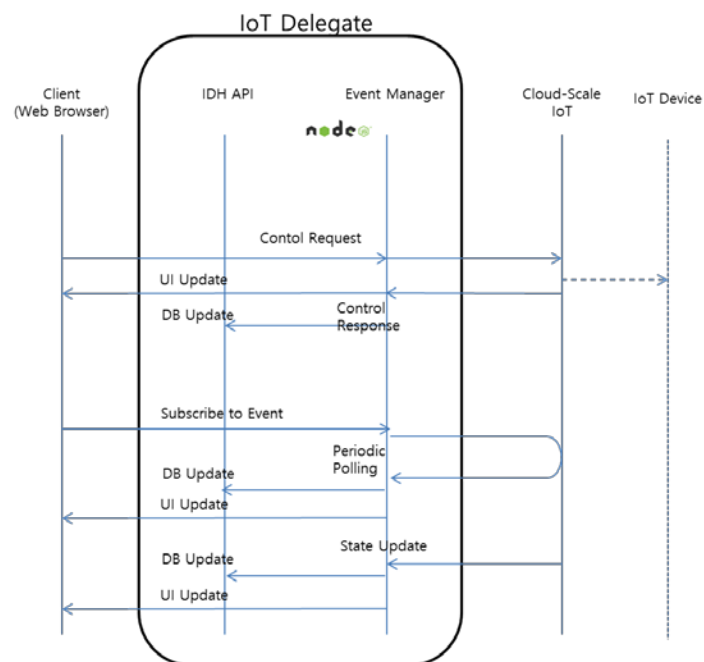 IoT Delegate
Client
(Web Browser)
IDH API
Event Manager
Cloud-Scale
IoT
IoT Device
node
Contol Request
UI Update
DB Update
Control
Response
Subscribe to Event
Periodic
Polling
DB Update
UI Update
State Update
DB Update
UI Update